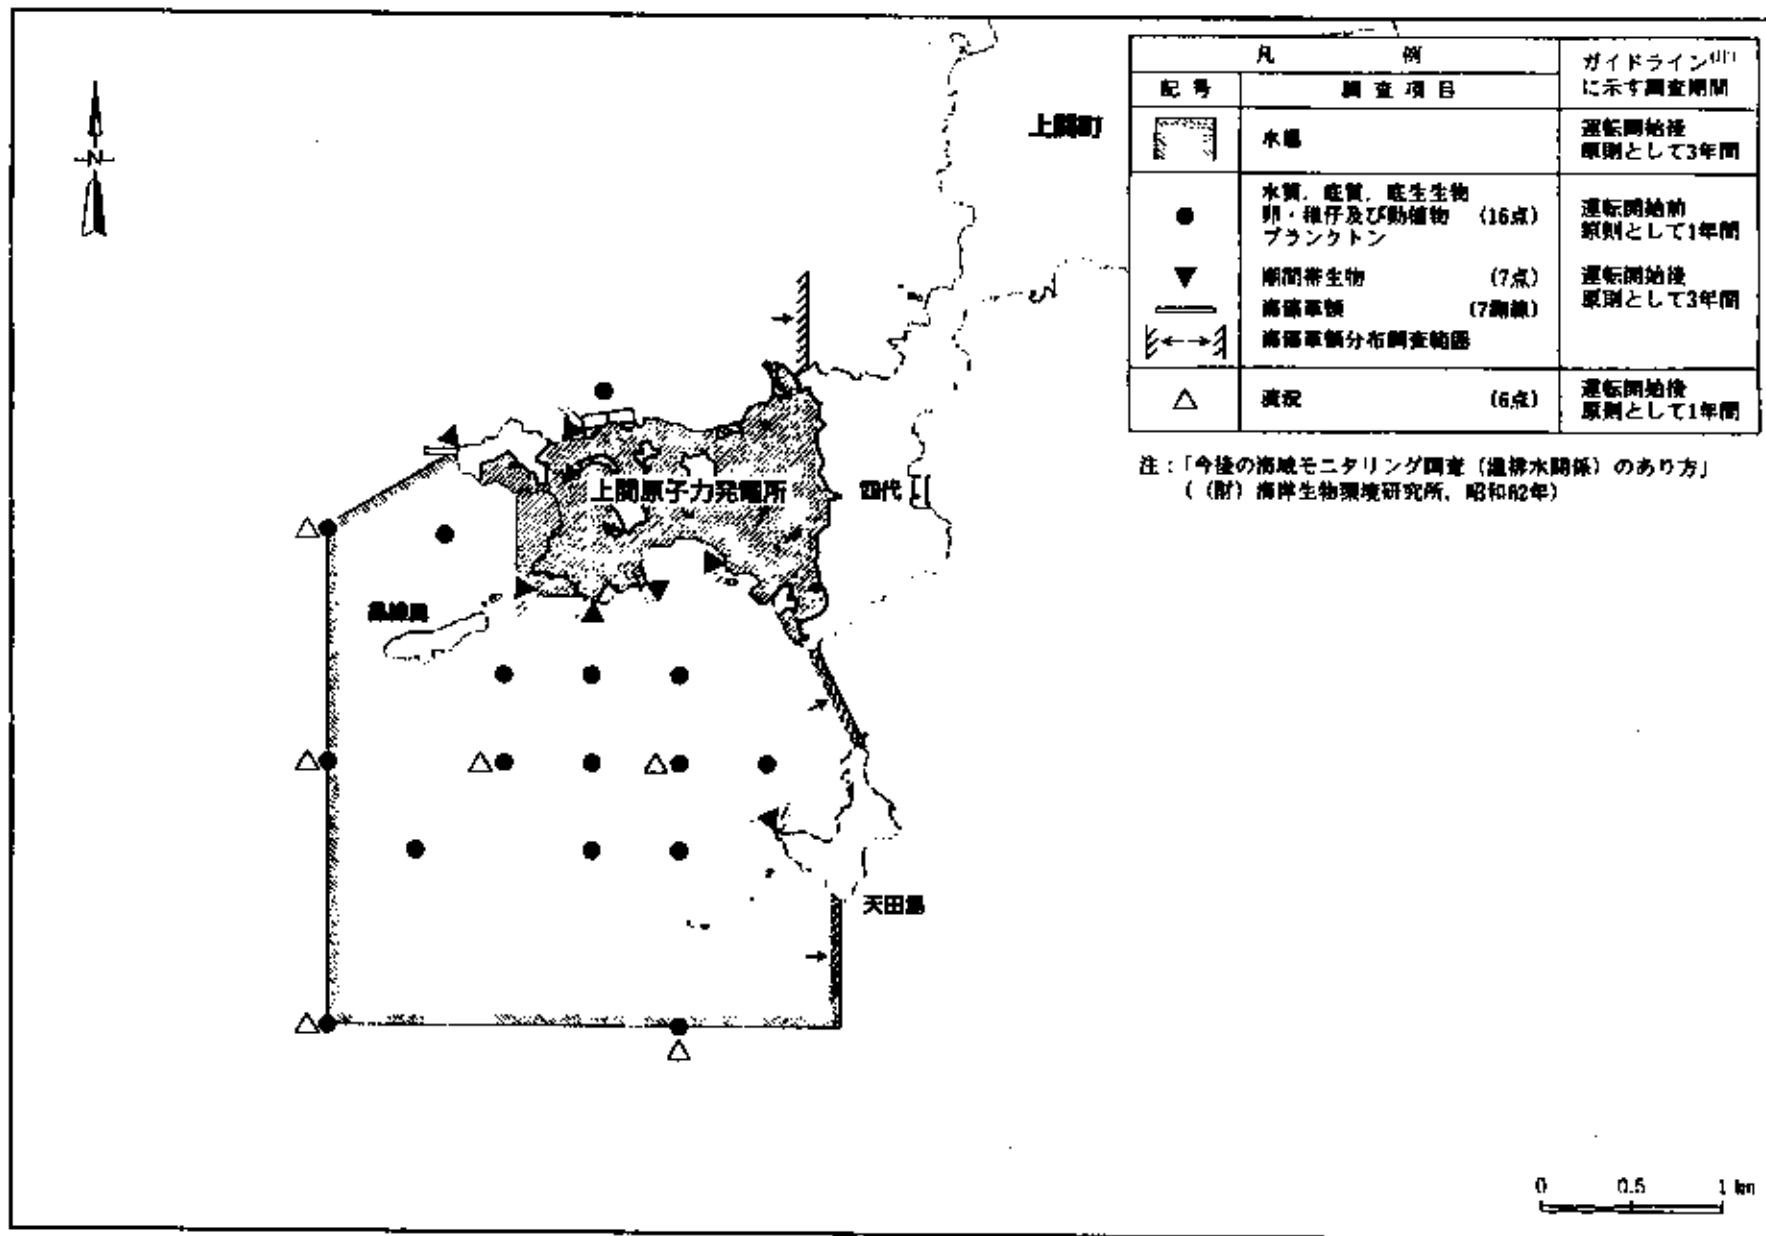 N
上関町
上関原子力発電所
四代
天田島
凡 例
ガイドライン(注)
に示す調査期間
記号
調査項目
水温
運転開始後
原則として3年間
水質，底質，底生生物
卵・稚仔及び動植物 (16点)
プランクトン
運転開始前
原則として1年間
潮間帯生物 (7点)
運転開始後
原則として3年間
海藻草類 (7測線)
海藻草類分布調査範囲
流況 (6点)
運転開始後
原則として1年間
注：「今後の海域モニタリング調査（温排水関係）のあり方」
（（財）海洋生物環境研究所，昭和62年）
0 0.5 1 km